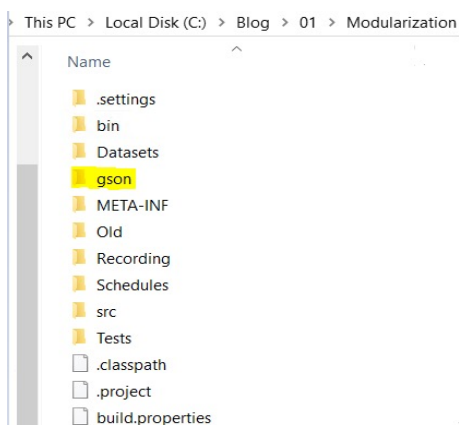 This PC > Local Disk (C:) > Blog > 01 > Modularization
Name
.settings
bin
Datasets
gson
META-INF
Old
Recording
Schedules
src
Tests
.classpath
.project
build.properties